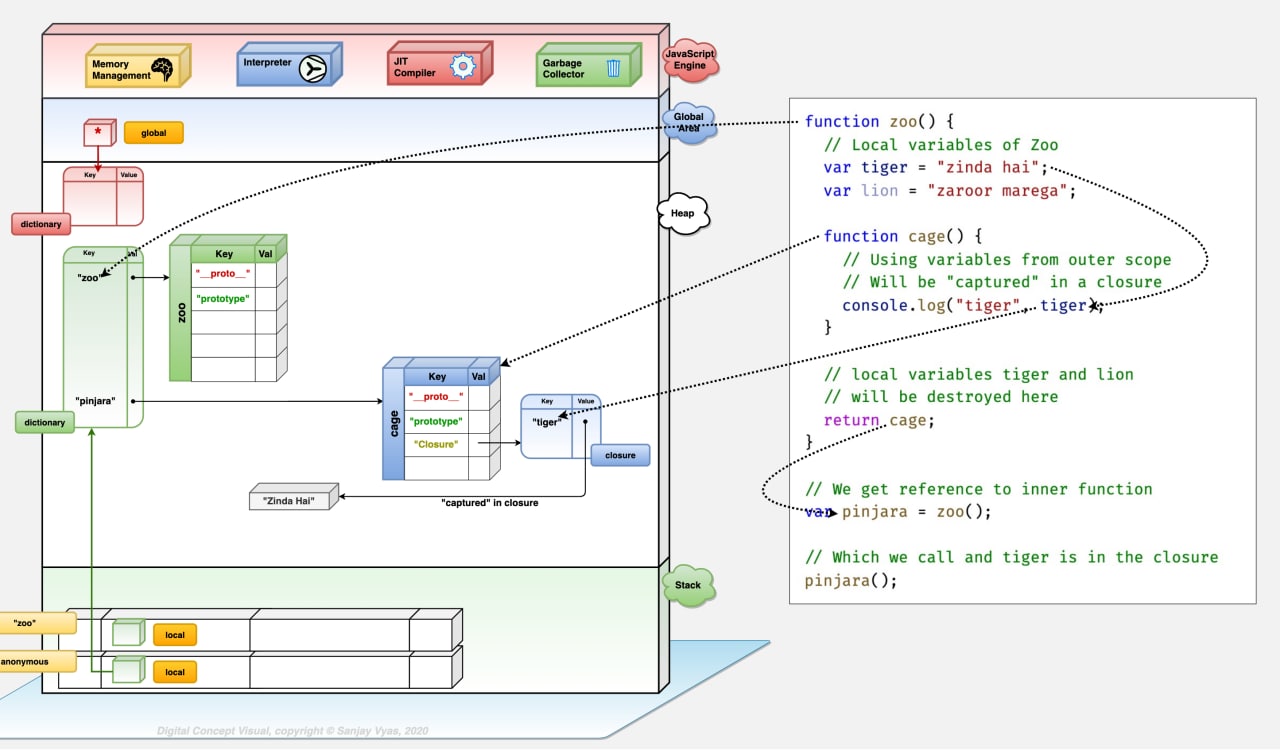 Memory
Management
Interpreter
JIT
Compiler
Garbage
Collector
JavaScript
Engine
*
global
Global
Area
Key Value
dictionary
Heap
Key Val
"zoo"
"pinjara"
dictionary
zoo
Key Val
"__proto__"
"prototype"
cage
Key Val
"__proto__"
"prototype"
"Closure"
Key Value
"tiger"
closure
"Zinda Hai"
"captured" in closure
Stack
"zoo"
local
anonymous
local
Digital Concept Visual, copyright © Sanjay Vyas, 2020
function zoo() {
// Local variables of Zoo
var tiger = "zinda hai";
var lion = "zaroor marega";
function cage() {
// Using variables from outer scope
// Will be "captured" in a closure
console.log("tiger", tiger);
}
// local variables tiger and lion
// will be destroyed here
return cage;
}
// We get reference to inner function
var pinjara = zoo();
// Which we call and tiger is in the closure
pinjara();